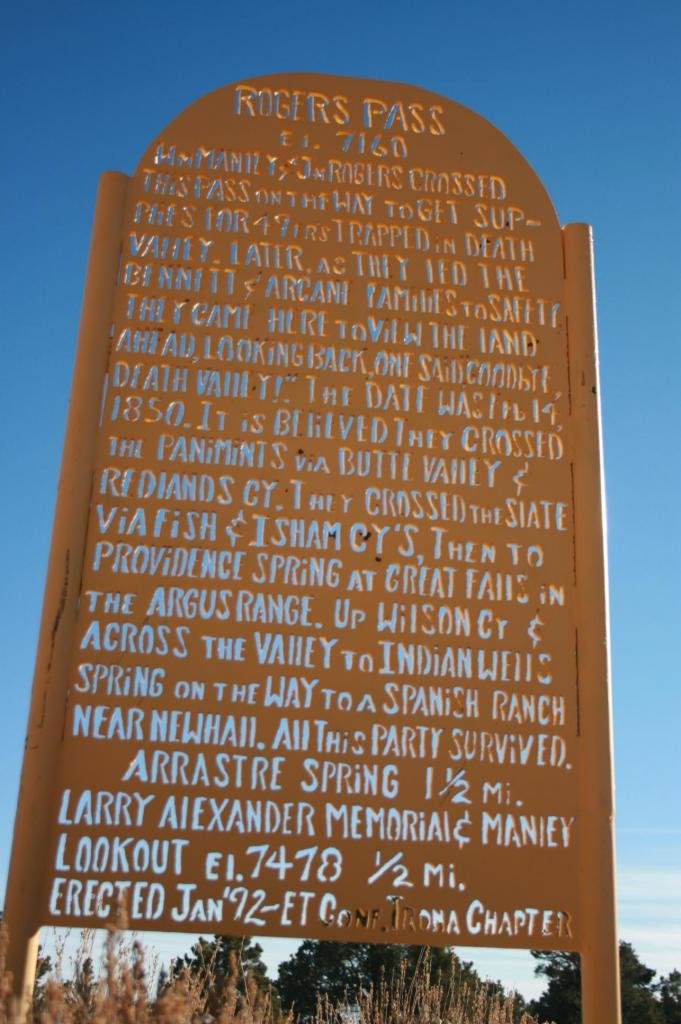 ROGERS PASS
El. 7160
Wm MANLEY & Jn ROGERS CROSSED
THIS PASS ON THE WAY TO GET SUP-
PLIES FOR 49ERS TRAPPED IN DEATH
VALLEY. LATER, AS THEY LED THE
BENNETT & ARCANE FAMILIES TO SAFETY
THEY CAME HERE TO VIEW THE LAND
AHEAD, LOOKING BACK, ONE SAID "GOODBYE,
DEATH VALLEY!" THE DATE WAS Feb 14,
1850. IT IS BELIEVED THEY CROSSED
THE PANIMINTS VIA BUTTE VALLEY &
REDLANDS CY. THEY CROSSED THE SLATE
VIA FISH & ISHAM CY'S, THEN TO
PROVIDENCE SPRING AT GREAT FALLS IN
THE ARGUS RANGE. UP WILSON CY &
ACROSS THE VALLEY TO INDIAN WELLS
SPRING ON THE WAY TO A SPANISH RANCH
NEAR NEWHALL. ALL THIS PARTY SURVIVED.
ARRASTRE SPRING 1 1/2 Mi.
LARRY ALEXANDER MEMORIAL & MANLEY
LOOKOUT El. 7478 1/2 Mi.
ERECTED JAN '92-ET CONF. TRONA CHAPTER